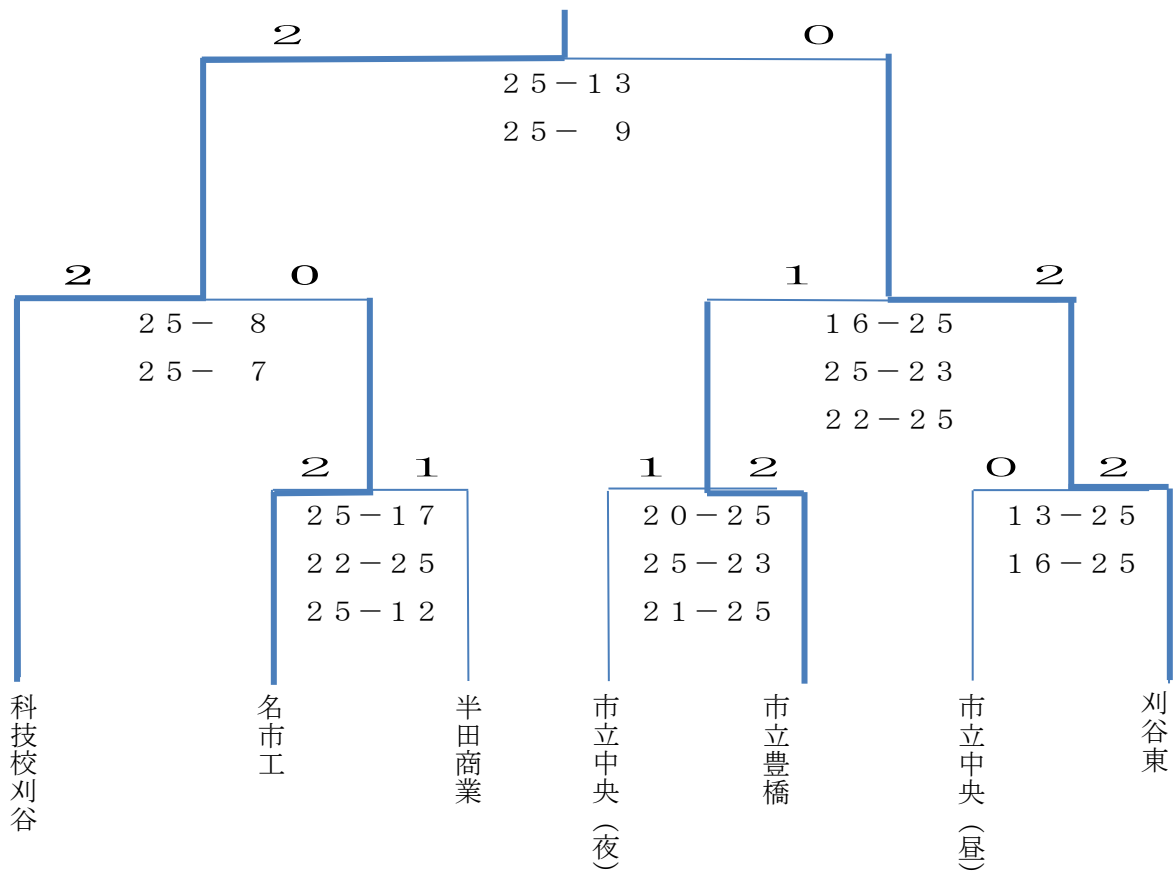 ２ ０
２５－１３
２５－　９
２ ０ １ ２
２５－　８ １６－２５
２５－　７ ２５－２３
２２－２５
２ １ １ ２ ０ ２
２５－１７ ２０－２５ １３－２５
２２－２５ ２５－２３ １６－２５
２５－１２ ２１－２５
科技校刈谷
名市工
半田商業
市立中央（夜）
市立豊橋
市立中央（昼）
刈谷東